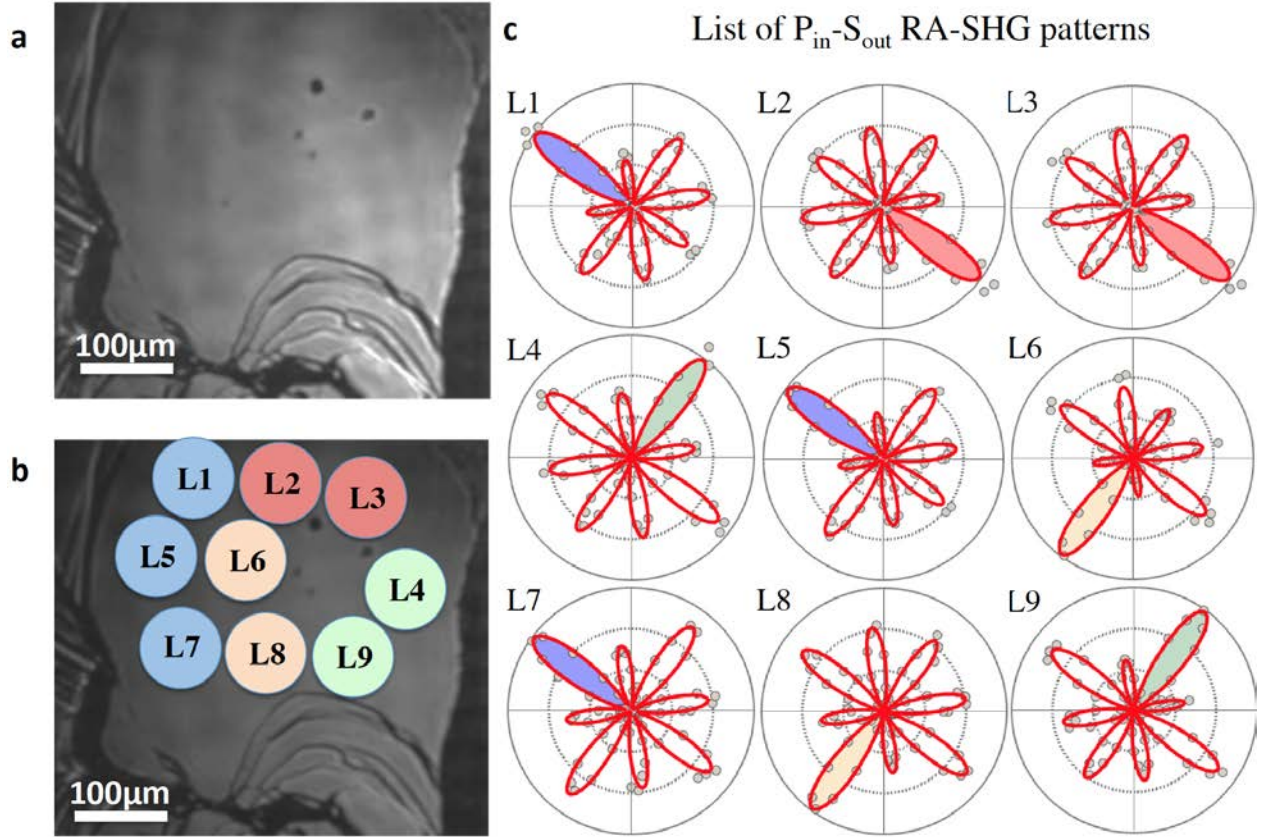 a
100μm
b
L1
L2
L3
L5
L6
L4
L7
L8
L9
100μm
c
List of Pin-Sout RA-SHG patterns
L1
L2
L3
L4
L5
L6
L7
L8
L9